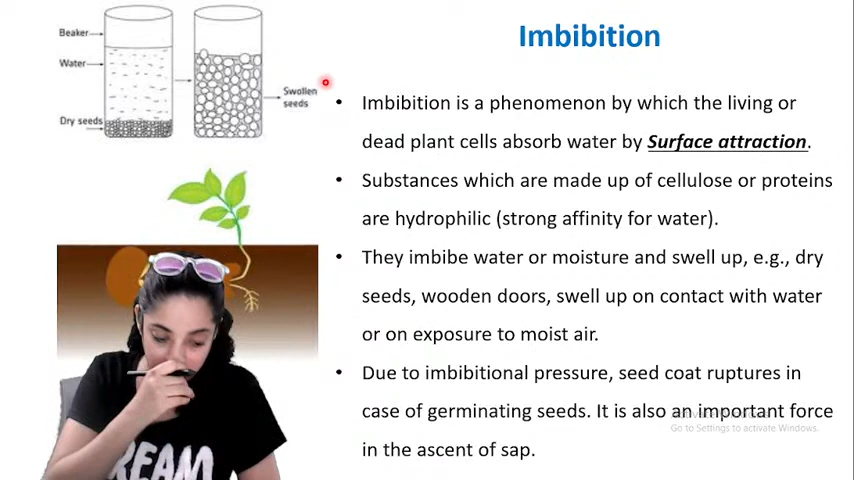 Imbibition
Beaker
Water
Dry seeds
Swollen
seeds
• Imbibition is a phenomenon by which the living or
dead plant cells absorb water by Surface attraction.
• Substances which are made up of cellulose or proteins
are hydrophilic (strong affinity for water).
• They imbibe water or moisture and swell up, e.g., dry
seeds, wooden doors, swell up on contact with water
or on exposure to moist air.
• Due to imbibitional pressure, seed coat ruptures in
case of germinating seeds. It is also an important force
in the ascent of sap.
Go to Settings to activate Windows.
REAM